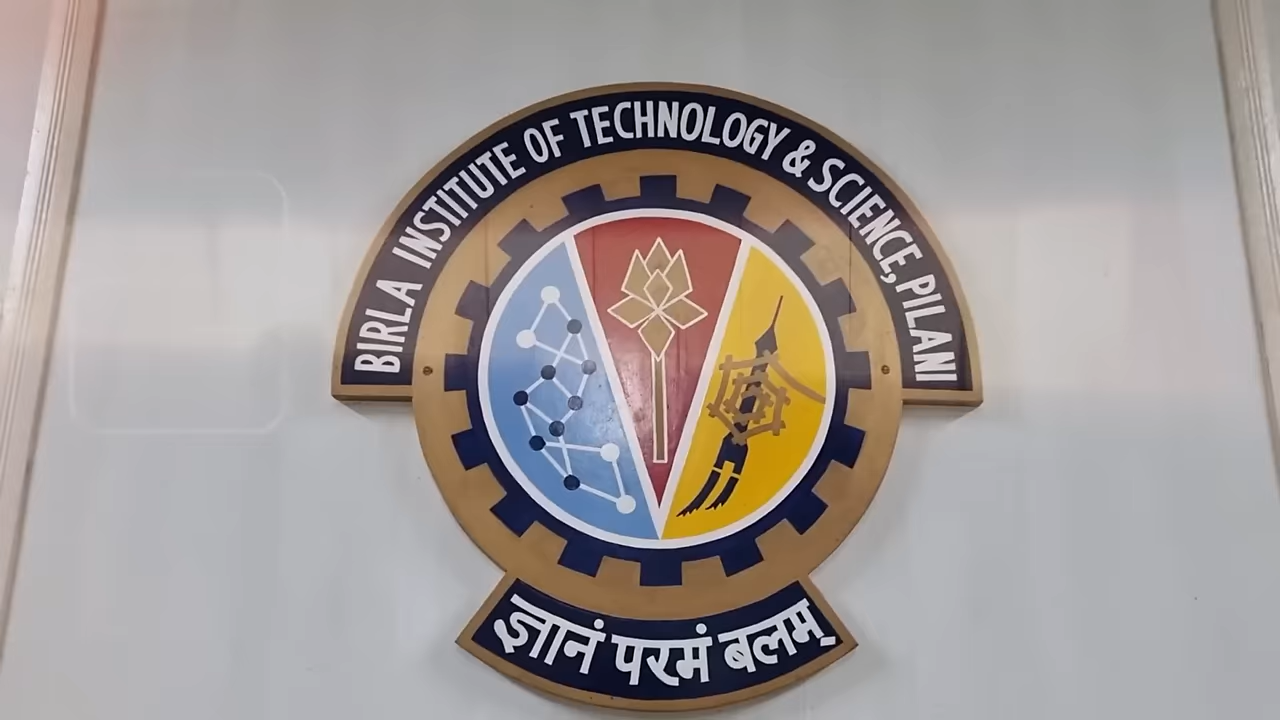 BIRLA INSTITUTE OF TECHNOLOGY & SCIENCE, PILANI
ज्ञानं परमं बलम्